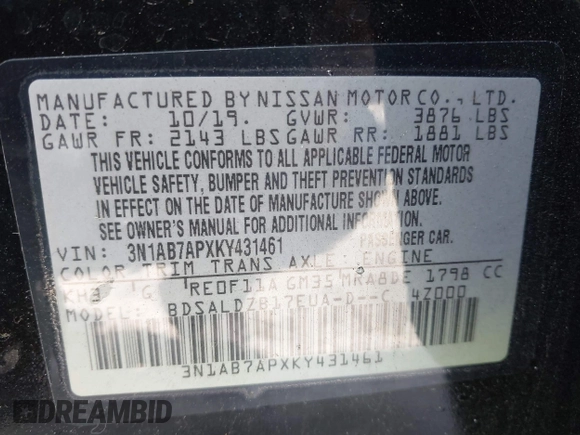 MANUFACTURED BY NISSAN MOTOR CO., LTD.
DATE: 10/19. GVWR: 3876 LBS
GAWR FR: 2143 LBS GAWR RR: 1881 LBS
THIS VEHICLE CONFORMS TO ALL APPLICABLE FEDERAL MOTOR
VEHICLE SAFETY, BUMPER AND THEFT PREVENTION STANDARDS
IN EFFECT ON THE DATE OF MANUFACTURE SHOWN ABOVE.
SEE OWNER'S MANUAL FOR ADDITIONAL INFORMATION.
VIN: 3N1AB7APXKY431461 PASSENGER CAR.
COLOR TRIM TRANS AXLE ENGINE
KH3 G RE0F11A GM35 MRA8DE 1798 CC
MODEL BDSALDZB17EUA-D--C 4Z000
3N1AB7APXKY431461
DREAMBID